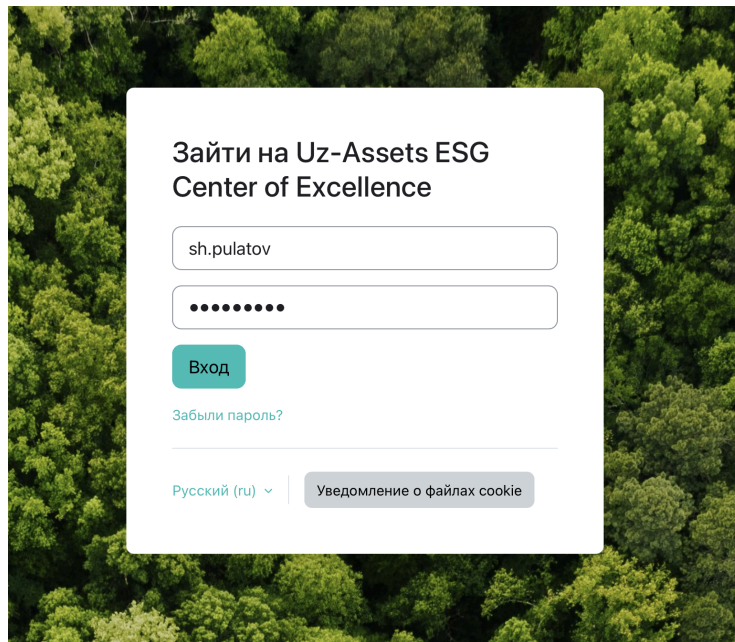 Зайти на Uz-Assets ESG
Center of Excellence
sh.pulatov
•••••••••
Вход
Забыли пароль?
Русский (ru)
Уведомление о файлах cookie